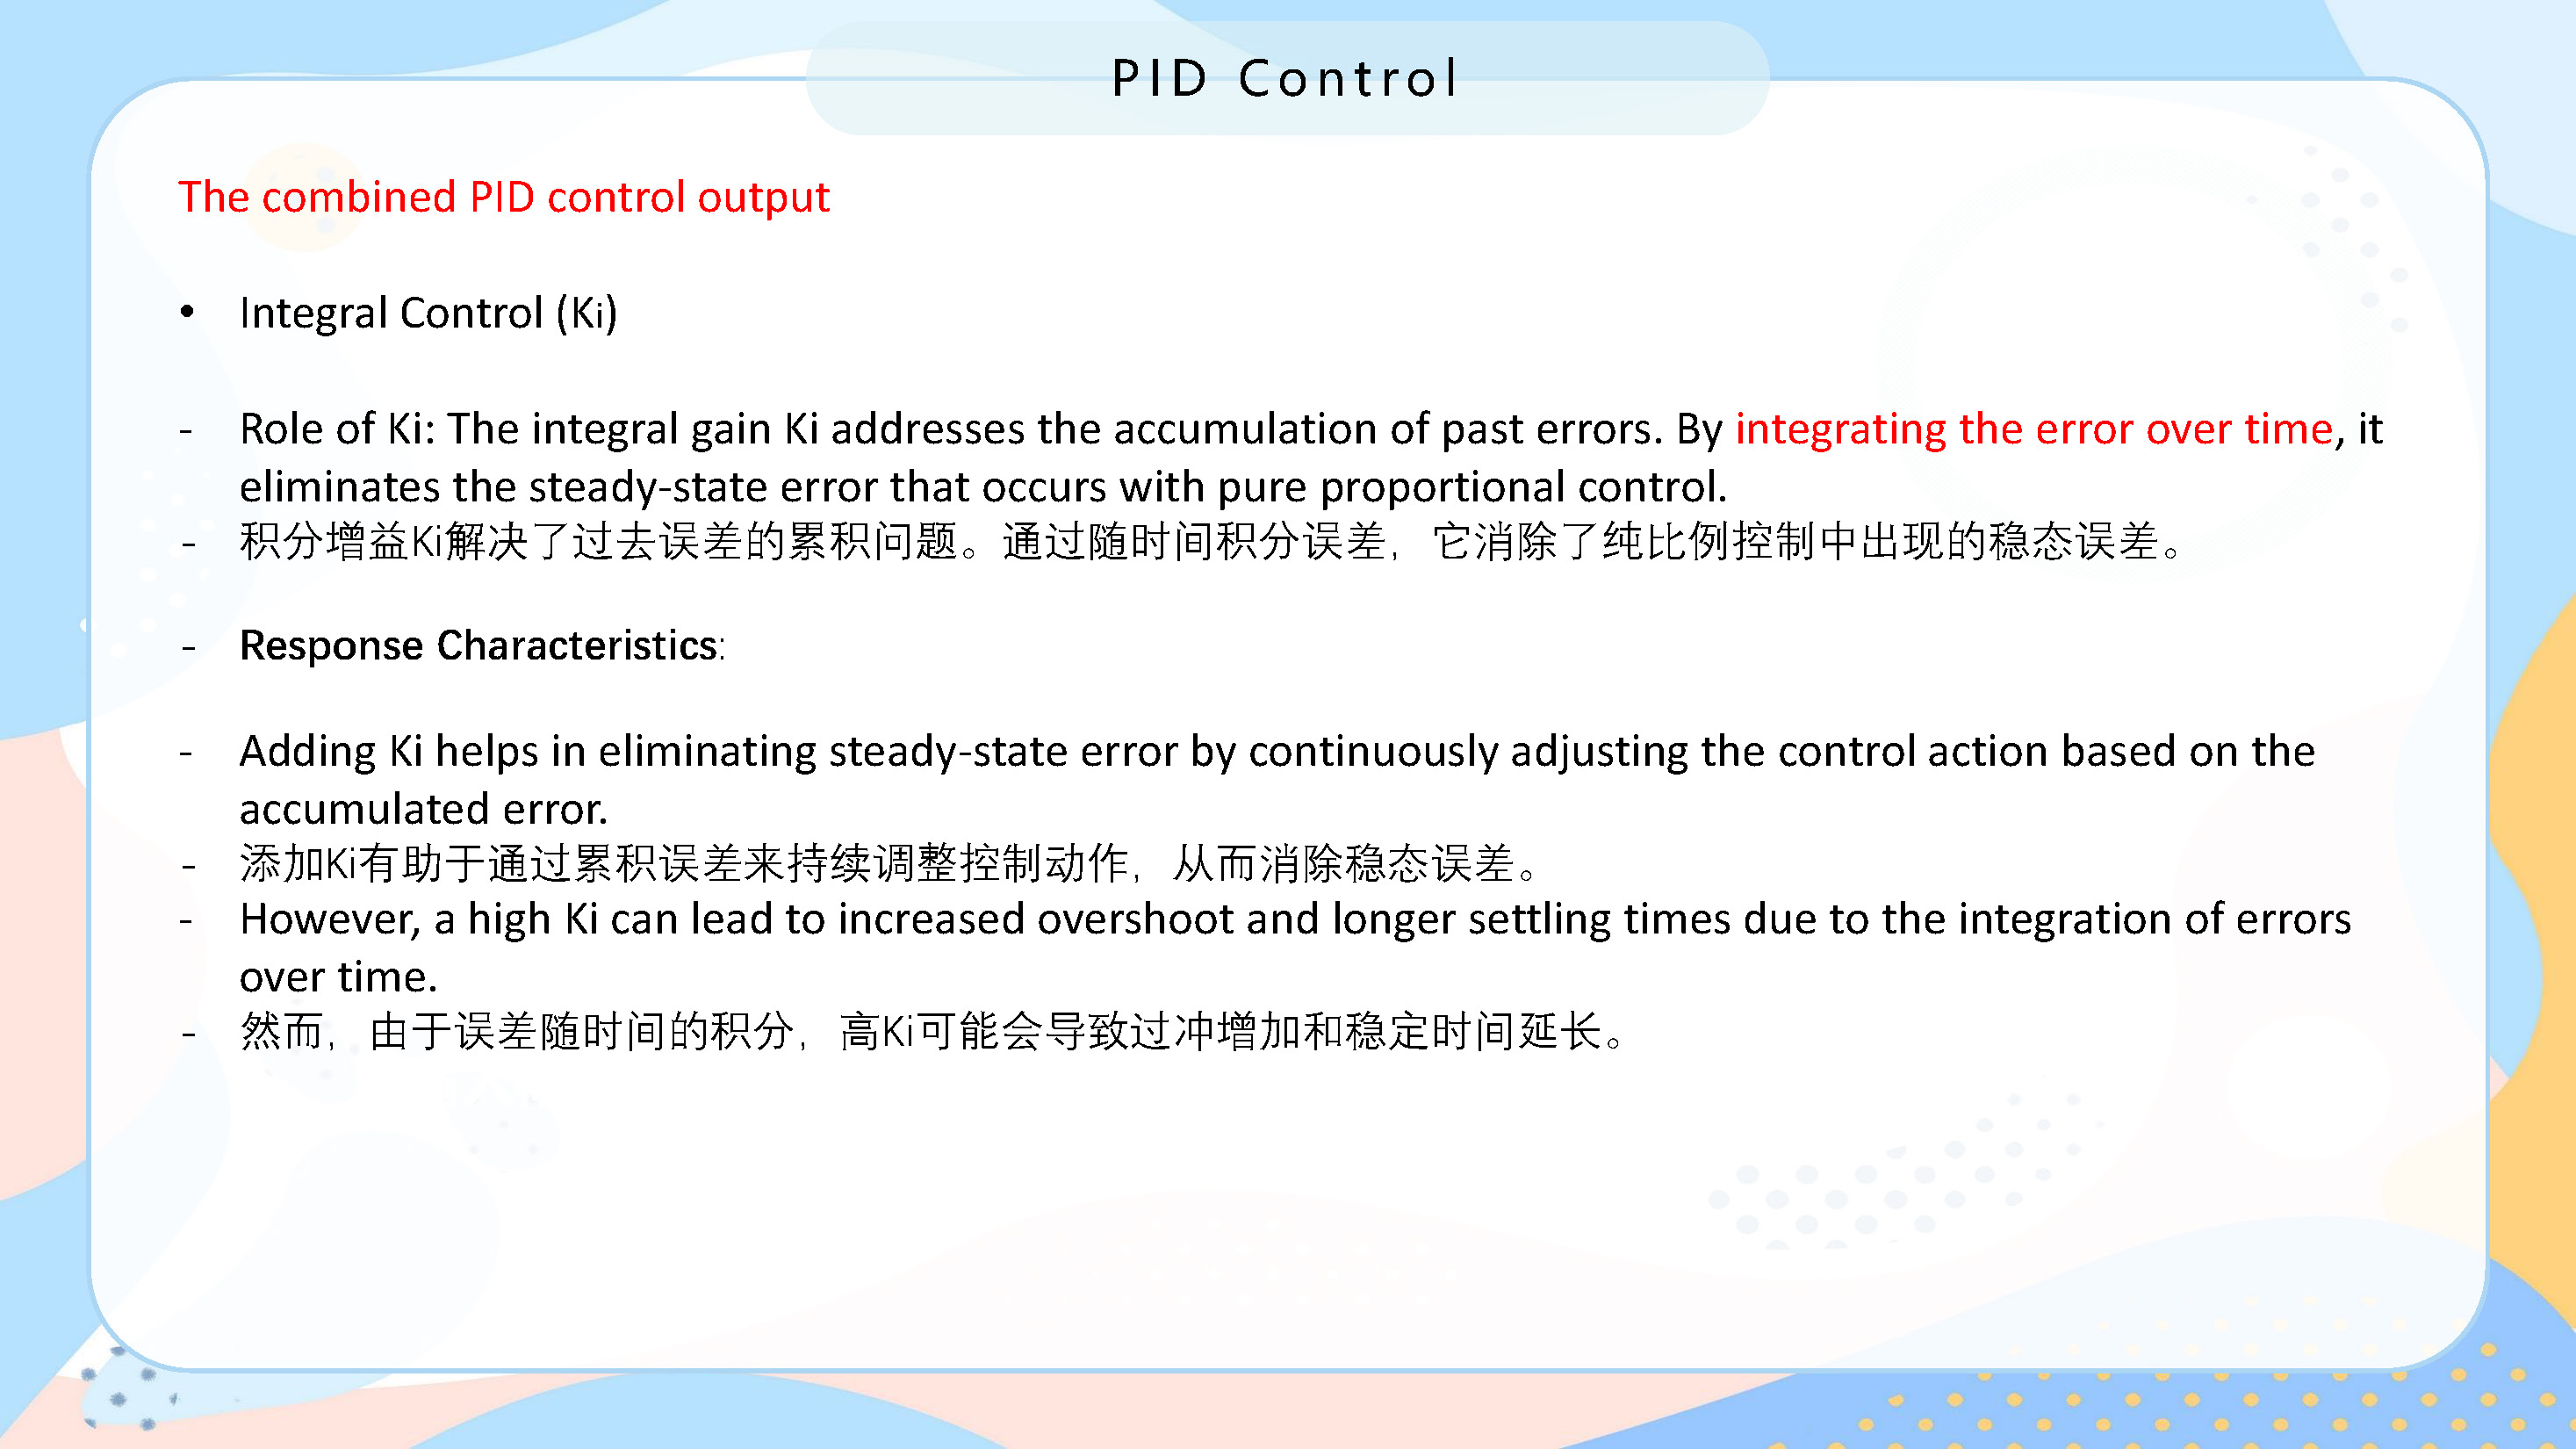 PID Control
The combined PID control output
• Integral Control (Ki)
- Role of Ki: The integral gain Ki addresses the accumulation of past errors. By integrating the error over time, it
eliminates the steady-state error that occurs with pure proportional control.
- 积分增益Ki解决了过去误差的累积问题。通过随时间积分误差，它消除了纯比例控制中出现的稳态误差。
- Response Characteristics:
- Adding Ki helps in eliminating steady-state error by continuously adjusting the control action based on the
accumulated error.
- 添加Ki有助于通过累积误差来持续调整控制动作，从而消除稳态误差。
- However, a high Ki can lead to increased overshoot and longer settling times due to the integration of errors
over time.
- 然而，由于误差随时间的积分，高Ki可能会导致过冲增加和稳定时间延长。